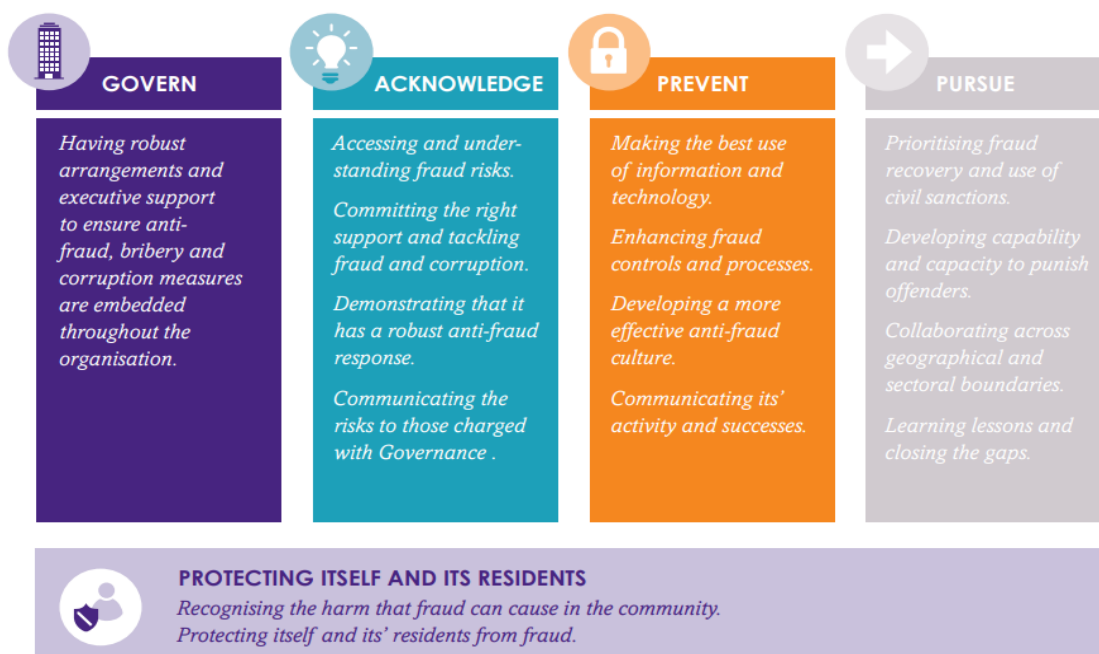 GOVERN
Having robust
arrangements and
executive support
to ensure anti-
fraud, bribery and
corruption measures
are embedded
throughout the
organisation.
ACKNOWLEDGE
Accessing and under-
standing fraud risks.
Committing the right
support and tackling
fraud and corruption.
Demonstrating that it
has a robust anti-fraud
response.
Communicating the
risks to those charged
with Governance .
PREVENT
Making the best use
of information and
technology.
Enhancing fraud
controls and processes.
Developing a more
effective anti-fraud
culture.
Communicating its’
activity and successes.
PURSUE
Prioritising fraud
recovery and use of
civil sanctions.
Developing capability
and capacity to punish
offenders.
Collaborating across
geographical and
sectoral boundaries.
Learning lessons and
closing the gaps.
PROTECTING ITSELF AND ITS RESIDENTS
Recognising the harm that fraud can cause in the community.
Protecting itself and its’ residents from fraud.